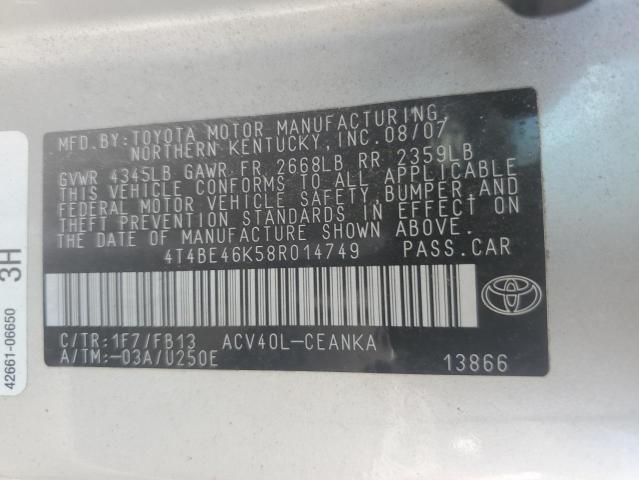 MFD.BY:TOYOTA MOTOR MANUFACTURING,
NORTHERN KENTUCKY, INC. 08/07
GVWR 4345LB GAWR FR 2668LB RR 2359LB
THIS VEHICLE CONFORMS TO ALL APPLICABLE
FEDERAL MOTOR VEHICLE SAFETY, BUMPER, AND
THEFT PREVENTION STANDARDS IN EFFECT ON
THE DATE OF MANUFACTURE SHOWN ABOVE.
4T4BE46K58R014749 PASS.CAR
C/TR:1F7/FB13 ACV40L-CEANKA
A/TM:-03A/U250E
13866
42661-06650
3H